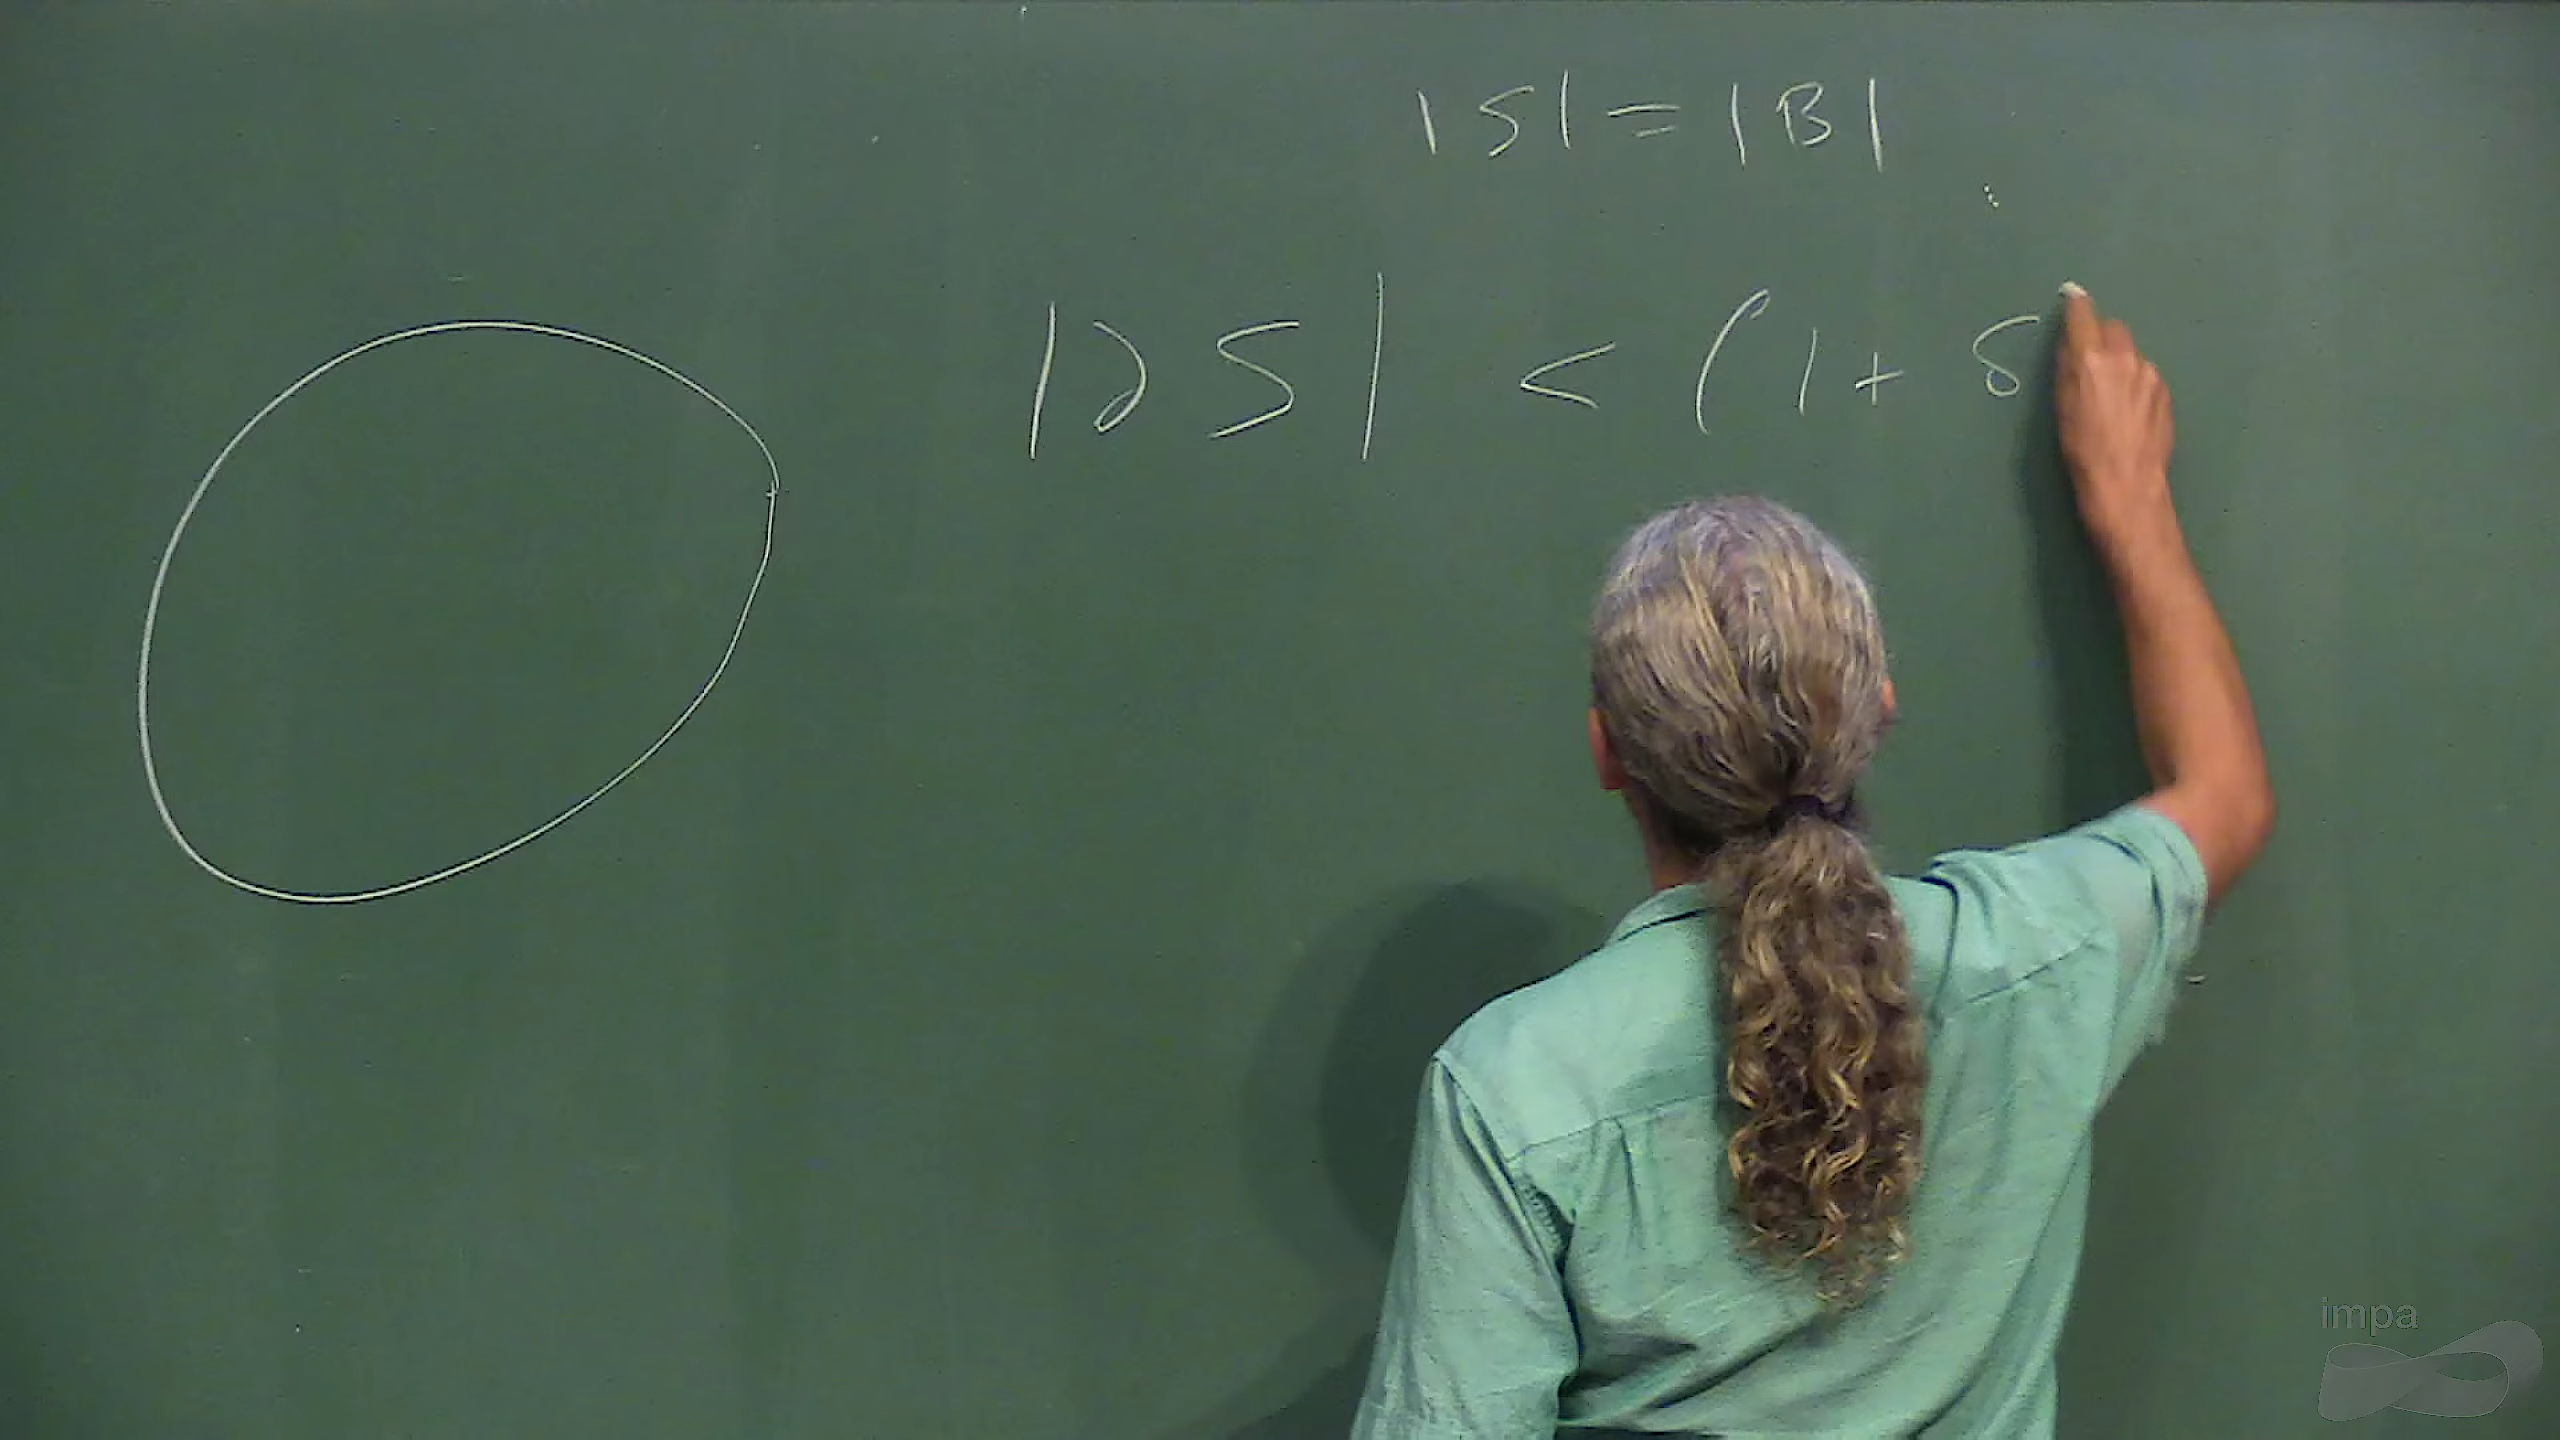 |S| = |B|
|∂S| < (1 + δ
impa